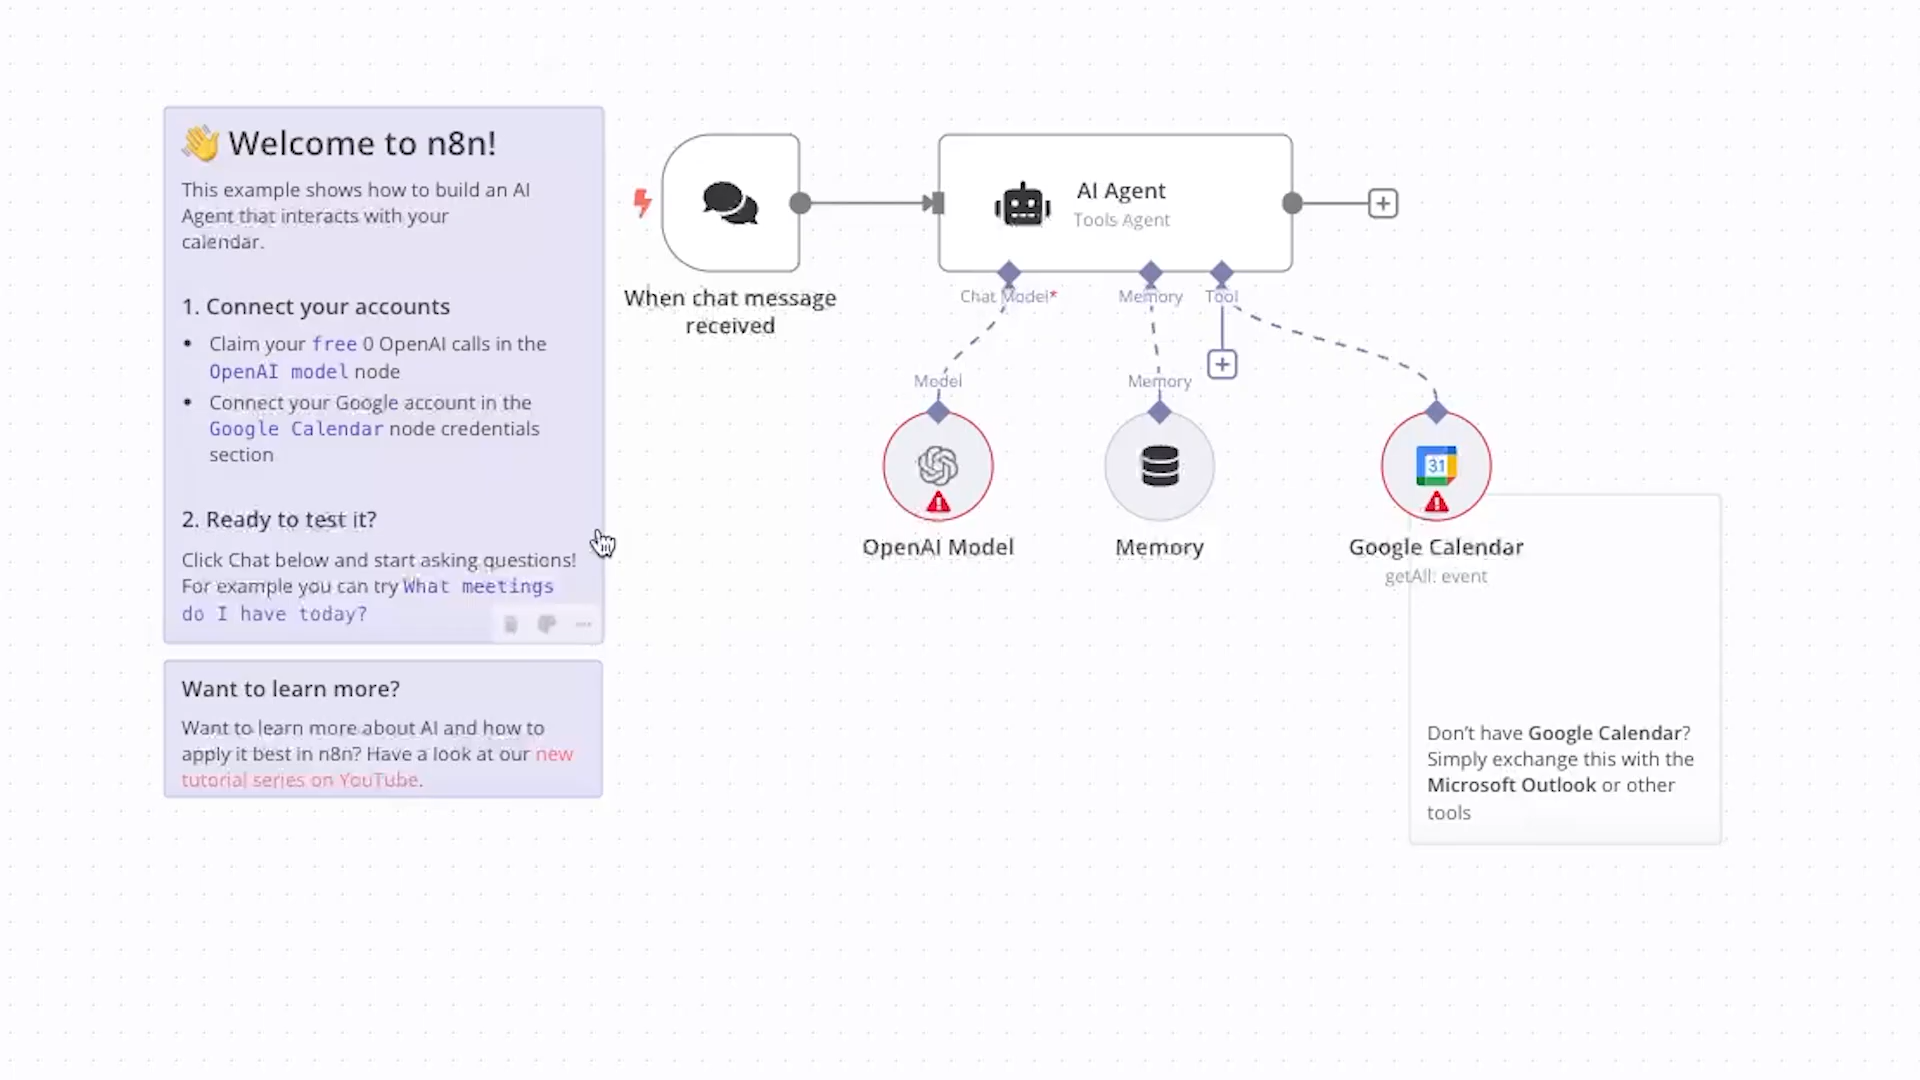 👋 Welcome to n8n!
This example shows how to build an AI
Agent that interacts with your
calendar.
1. Connect your accounts
• Claim your free 0 OpenAI calls in the
OpenAI model node
• Connect your Google account in the
Google Calendar node credentials
section
2. Ready to test it?
Click Chat below and start asking questions!
For example you can try What meetings
do I have today?
Want to learn more?
Want to learn more about AI and how to
apply it best in n8n? Have a look at our new
tutorial series on YouTube.
When chat message
received
AI Agent
Tools Agent
Chat Model*
Memory
Tool
Model
Memory
31
OpenAI Model
Memory
Google Calendar
getAll: event
Don't have Google Calendar?
Simply exchange this with the
Microsoft Outlook or other
tools